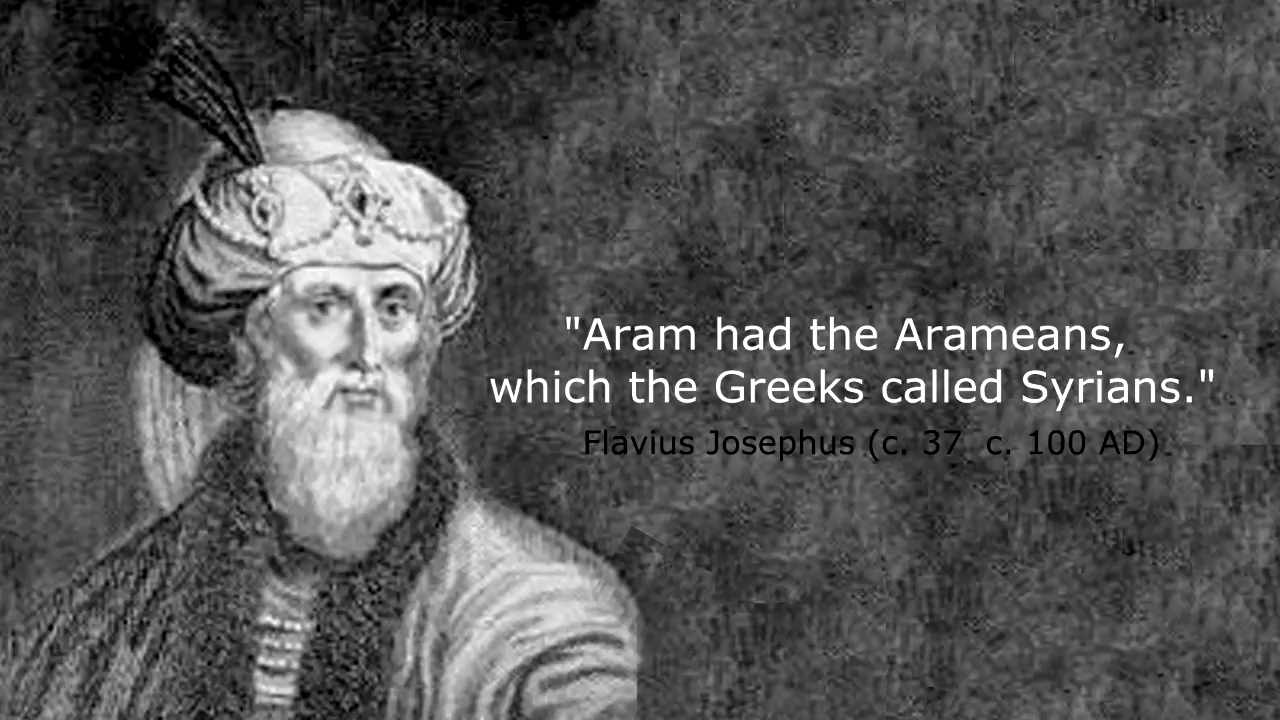 "Aram had the Arameans,
which the Greeks called Syrians."
Flavius Josephus (c. 37 c. 100 AD)